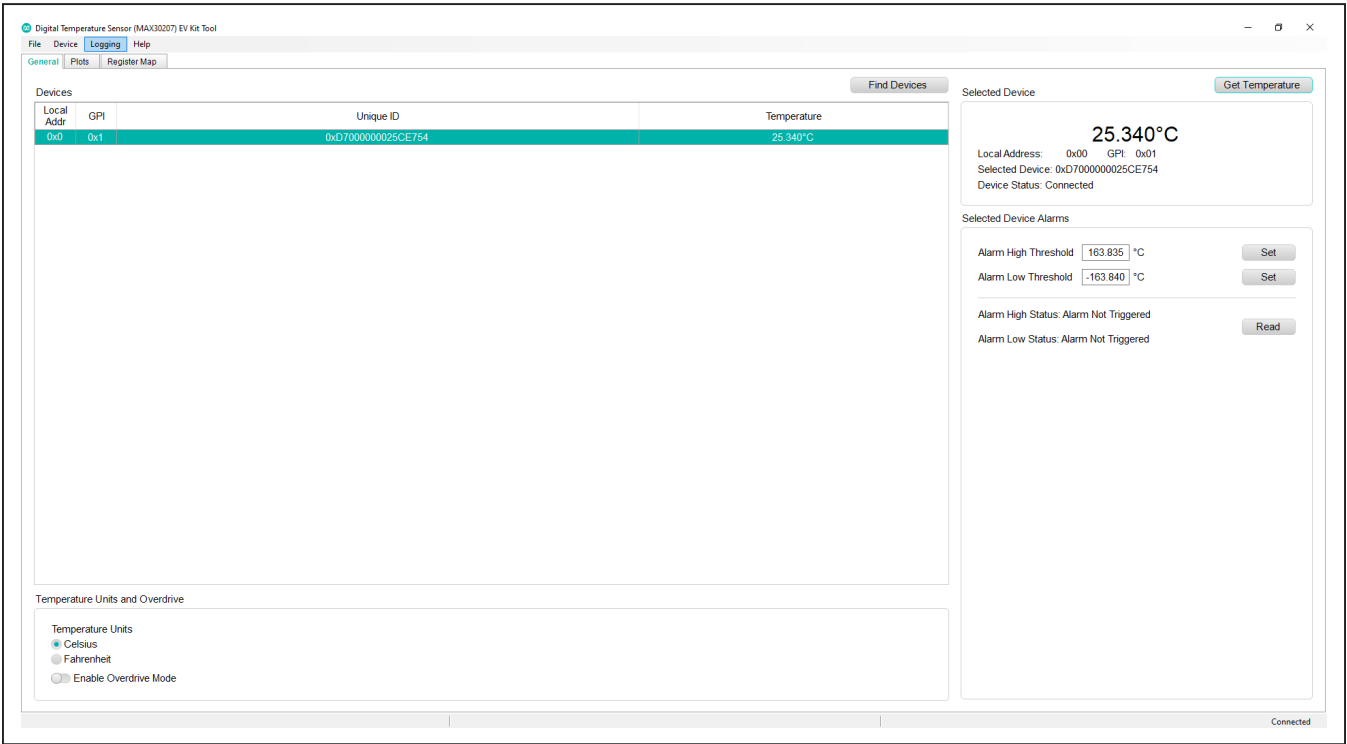 Digital Temperature Sensor (MAX30207) EV Kit Tool
File Device Logging Help
General Plots Register Map
Devices
Find Devices
Local Addr GPI Unique ID Temperature
0x0 0x1 0xD7000000025CE754 25.340°C
Temperature Units and Overdrive
Temperature Units
Celsius
Fahrenheit
Enable Overdrive Mode
Selected Device
Get Temperature
25.340°C
Local Address: 0x00 GPI: 0x01
Selected Device: 0xD7000000025CE754
Device Status: Connected
Selected Device Alarms
Alarm High Threshold 163.835 °C Set
Alarm Low Threshold -163.840 °C Set
Alarm High Status: Alarm Not Triggered
Read
Alarm Low Status: Alarm Not Triggered
Connected